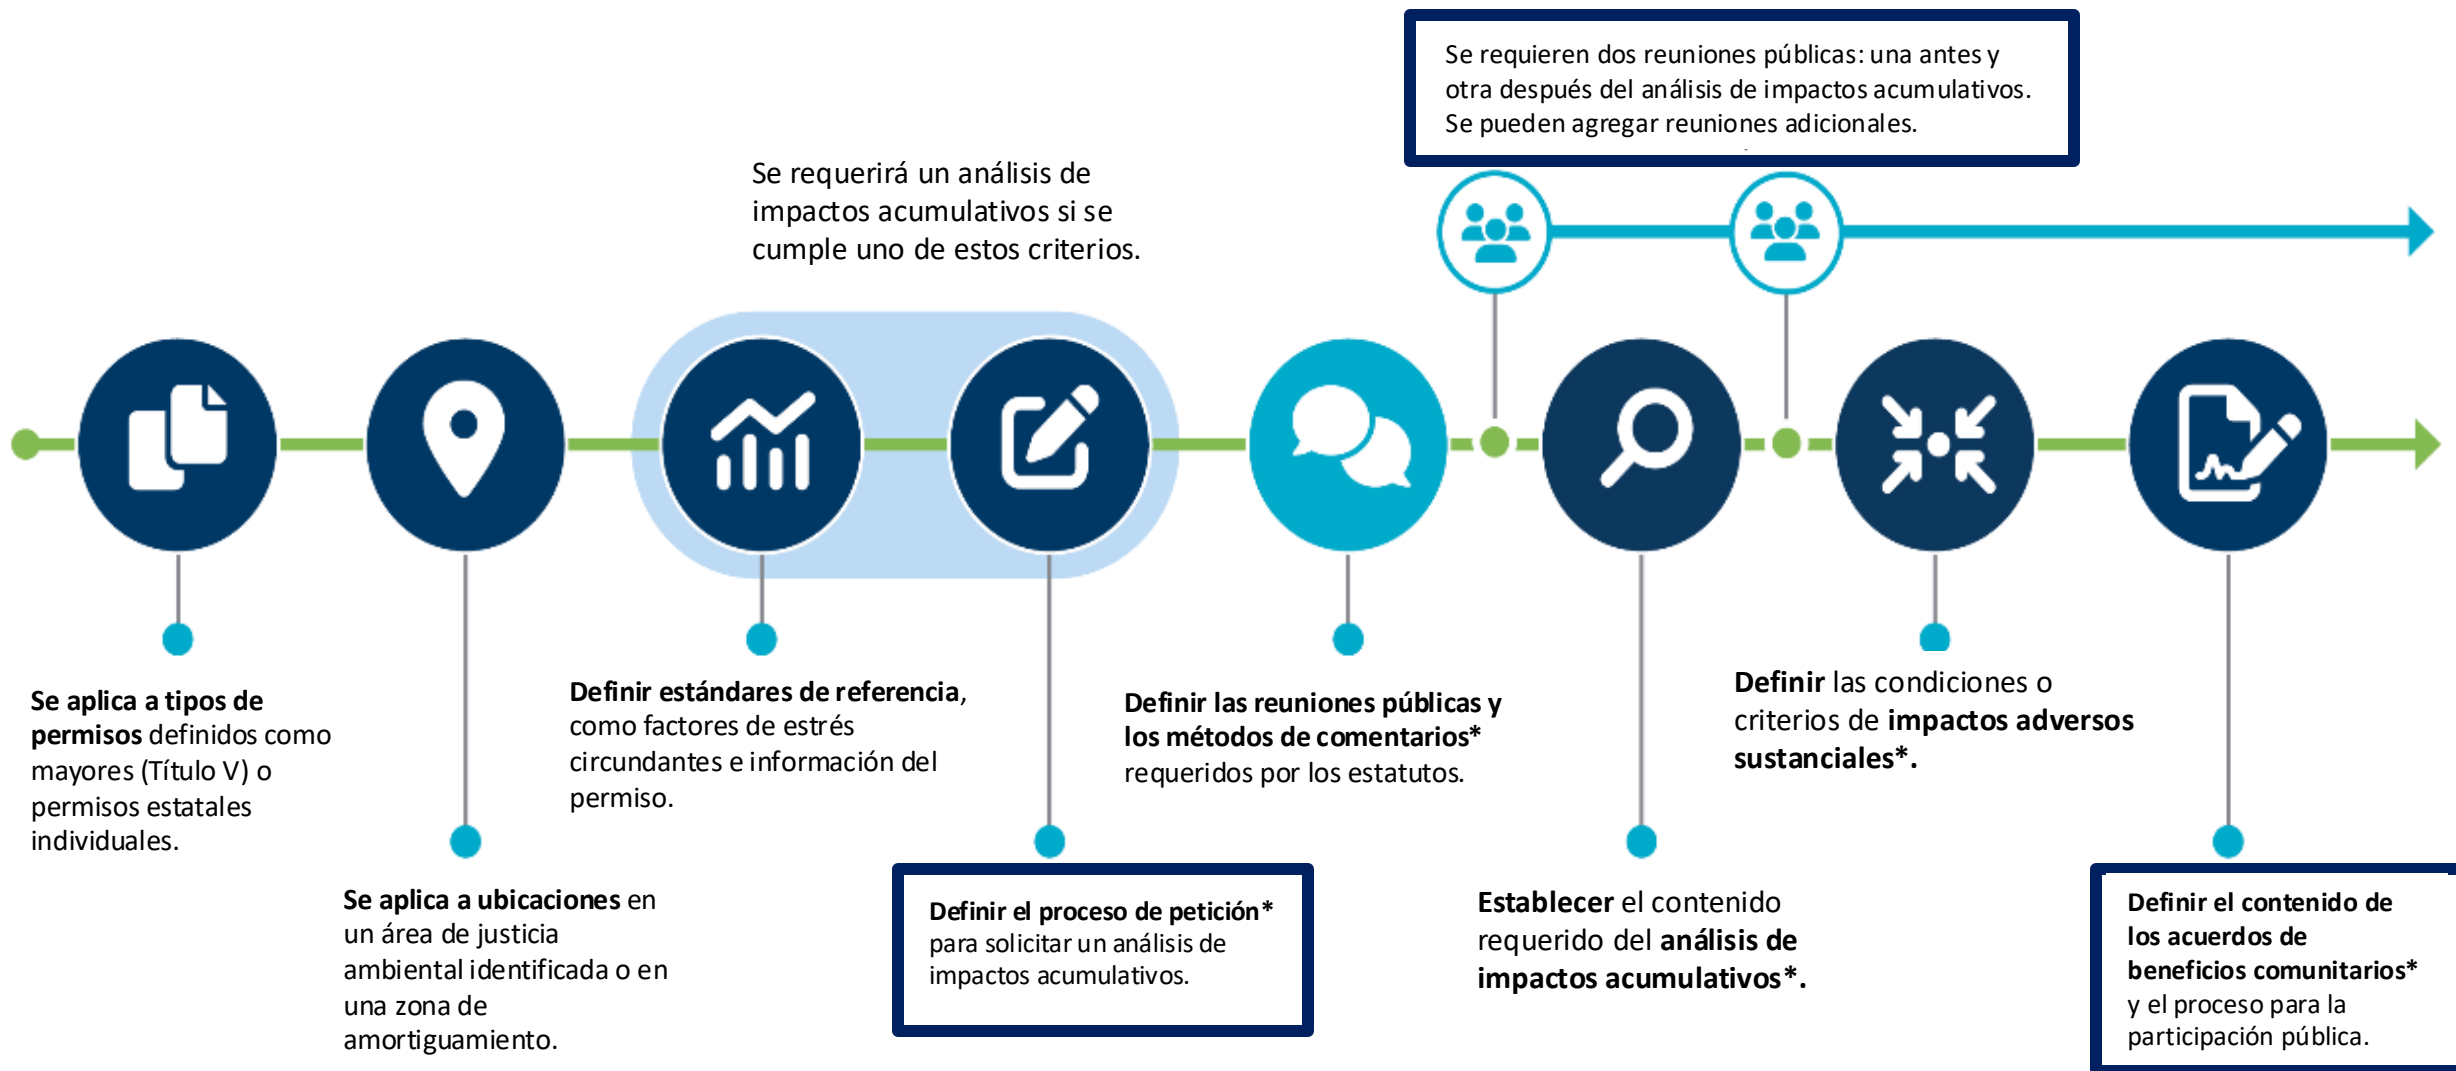 Se requieren dos reuniones públicas: una antes y
otra después del análisis de impactos acumulativos.
Se pueden agregar reuniones adicionales.
Se requerirá un análisis de
impactos acumulativos si se
cumple uno de estos criterios.
Se aplica a tipos de
permisos definidos como
mayores (Título V) o
permisos estatales
individuales.
Se aplica a ubicaciones en
un área de justicia
ambiental identificada o en
una zona de
amortiguamiento.
Definir estándares de referencia,
como factores de estrés
circundantes e información del
permiso.
Definir el proceso de petición*
para solicitar un análisis de
impactos acumulativos.
Definir las reuniones públicas y
los métodos de comentarios*
requeridos por los estatutos.
Establecer el contenido
requerido del análisis de
impactos acumulativos*.
Definir las condiciones o
criterios de impactos adversos
sustanciales*.
Definir el contenido de
los acuerdos de
beneficios comunitarios*
y el proceso para la
participación pública.